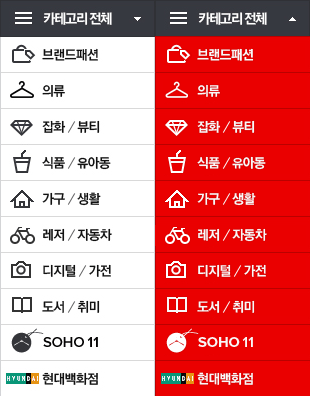 카테고리 전체
브랜드패션
의류
잡화 / 뷰티
식품 / 유아동
가구 / 생활
레저 / 자동차
디지털 / 가전
도서 / 취미
SOHO 11
HYUNDAI 현대백화점
카테고리 전체
브랜드패션
의류
잡화 / 뷰티
식품 / 유아동
가구 / 생활
레저 / 자동차
디지털 / 가전
도서 / 취미
SOHO 11
HYUNDAI 현대백화점